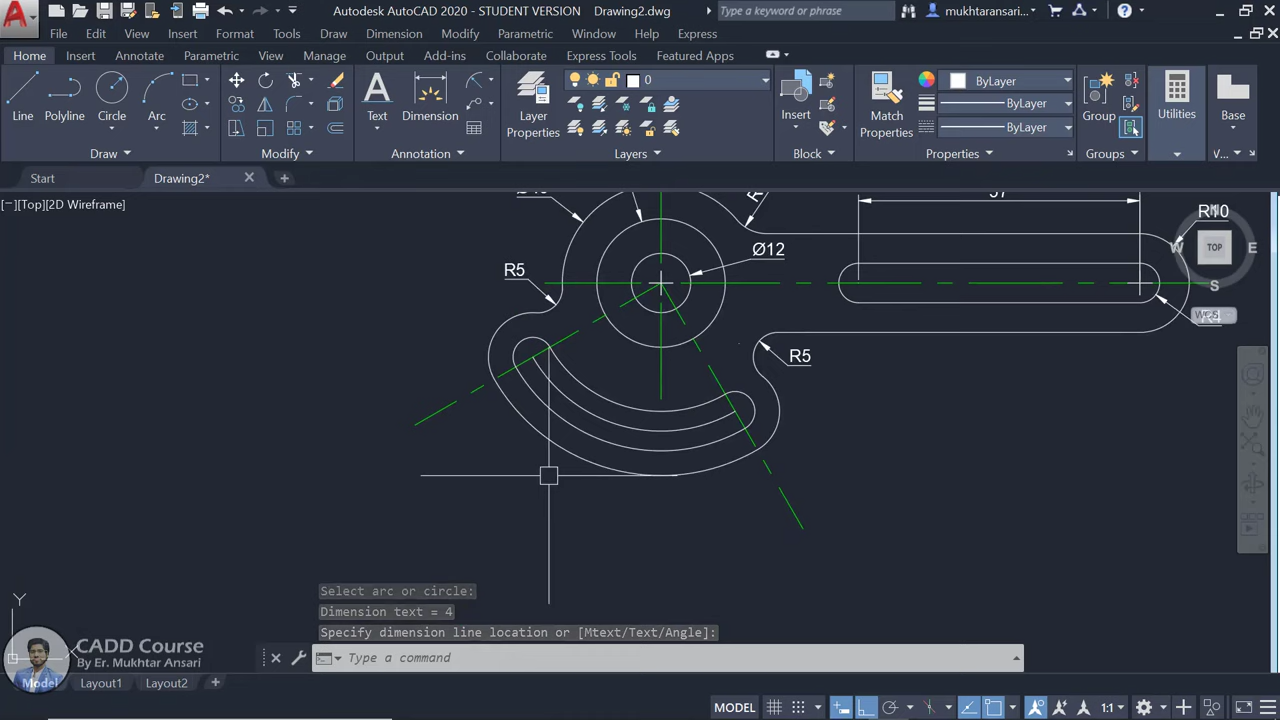 Autodesk AutoCAD 2020 - STUDENT VERSION Drawing2.dwg
Type a keyword or phrase
mukhtaransari...
File Edit View Insert Format Tools Draw Dimension Modify Parametric Window Help Express
Home Insert Annotate Parametric View Manage Output Add-ins Collaborate Express Tools Featured Apps
Line Polyline Circle Arc
Text Dimension
Layer Properties
0
Insert
Match Properties
ByLayer
ByLayer
ByLayer
Group
Utilities
Base
Draw Modify Annotation Layers Block Properties Groups V...
Start Drawing2*
[−][Top][2D Wireframe]
37
R10
N
W TOP E
S
WCS
Ø12
R5
R4
R5
Select arc or circle:
Dimension text = 4
Specify dimension line location or [Mtext/Text/Angle]:
Type a command
Y
CADD Course
By Er. Mukhtar Ansari
Model Layout1 Layout2
MODEL
1:1